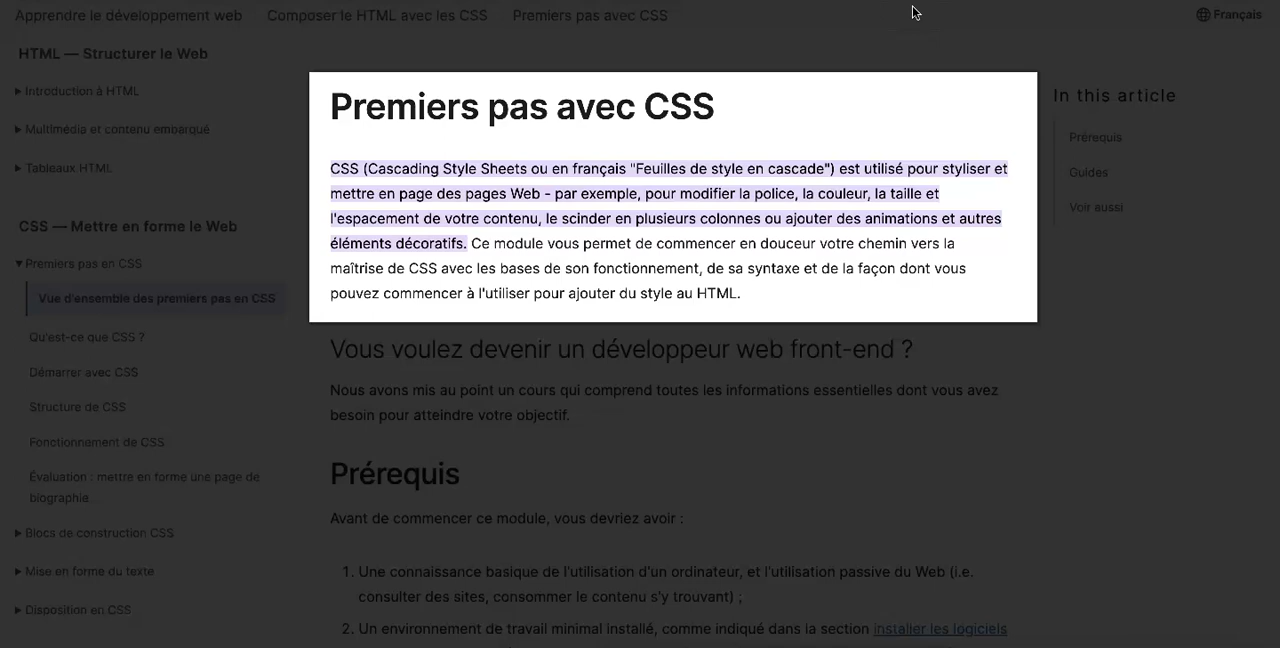 Apprendre le développement web Composer le HTML avec les CSS Premiers pas avec CSS
Français
HTML — Structurer le Web
Introduction à HTML
Multimédia et contenu embarqué
Tableaux HTML
CSS — Mettre en forme le Web
Premiers pas en CSS
Vue d'ensemble des premiers pas en CSS
Qu'est-ce que CSS ?
Démarrer avec CSS
Structure de CSS
Fonctionnement de CSS
Évaluation : mettre en forme une page de
biographie
Blocs de construction CSS
Mise en forme du texte
Disposition en CSS
Premiers pas avec CSS
CSS (Cascading Style Sheets ou en français "Feuilles de style en cascade") est utilisé pour styliser et
mettre en page des pages Web - par exemple, pour modifier la police, la couleur, la taille et
l'espacement de votre contenu, le scinder en plusieurs colonnes ou ajouter des animations et autres
éléments décoratifs. Ce module vous permet de commencer en douceur votre chemin vers la
maîtrise de CSS avec les bases de son fonctionnement, de sa syntaxe et de la façon dont vous
pouvez commencer à l'utiliser pour ajouter du style au HTML.
Vous voulez devenir un développeur web front-end ?
Nous avons mis au point un cours qui comprend toutes les informations essentielles dont vous avez
besoin pour atteindre votre objectif.
Prérequis
Avant de commencer ce module, vous devriez avoir :
1. Une connaissance basique de l'utilisation d'un ordinateur, et l'utilisation passive du Web (i.e.
consulter des sites, consommer le contenu s'y trouvant) ;
2. Un environnement de travail minimal installé, comme indiqué dans la section installer les logiciels
In this article
Prérequis
Guides
Voir aussi